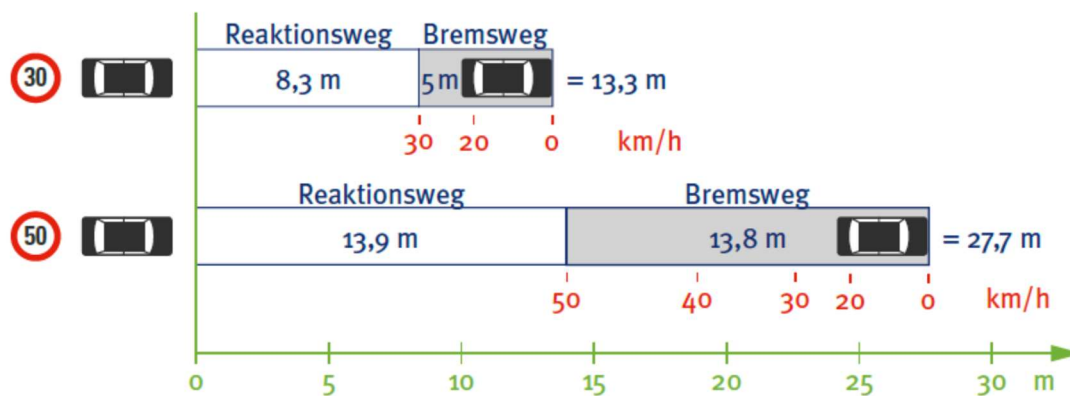 Reaktionsweg Bremsweg
30 8,3 m 5 m = 13,3 m
30 20 0 km/h
Reaktionsweg Bremsweg
50 13,9 m 13,8 m = 27,7 m
50 40 30 20 0 km/h
0 5 10 15 20 25 30 m